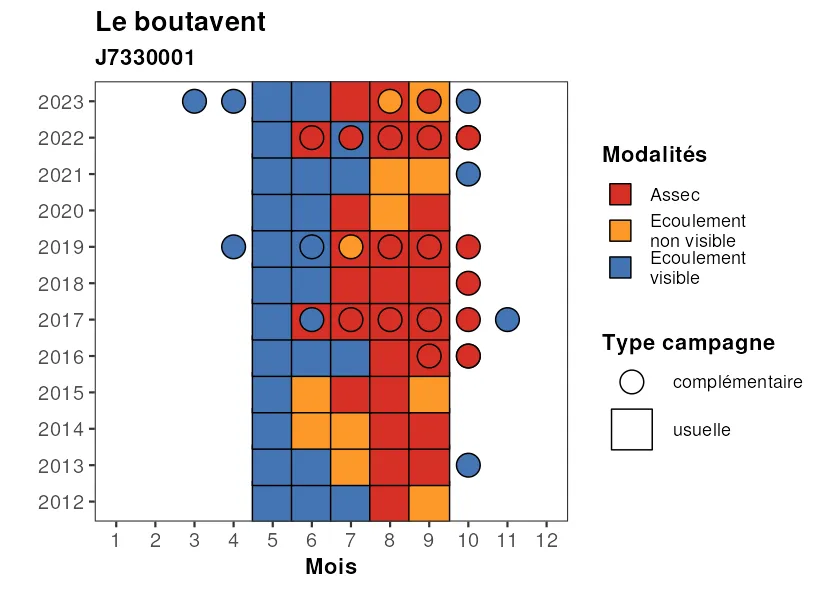 Le boutavent
J7330001
2023
2022
2021
2020
2019
2018
2017
2016
2015
2014
2013
2012
1 2 3 4 5 6 7 8 9 10 11 12
Mois
Modalités
Assec
Ecoulement
non visible
Ecoulement
visible
Type campagne
complémentaire
usuelle